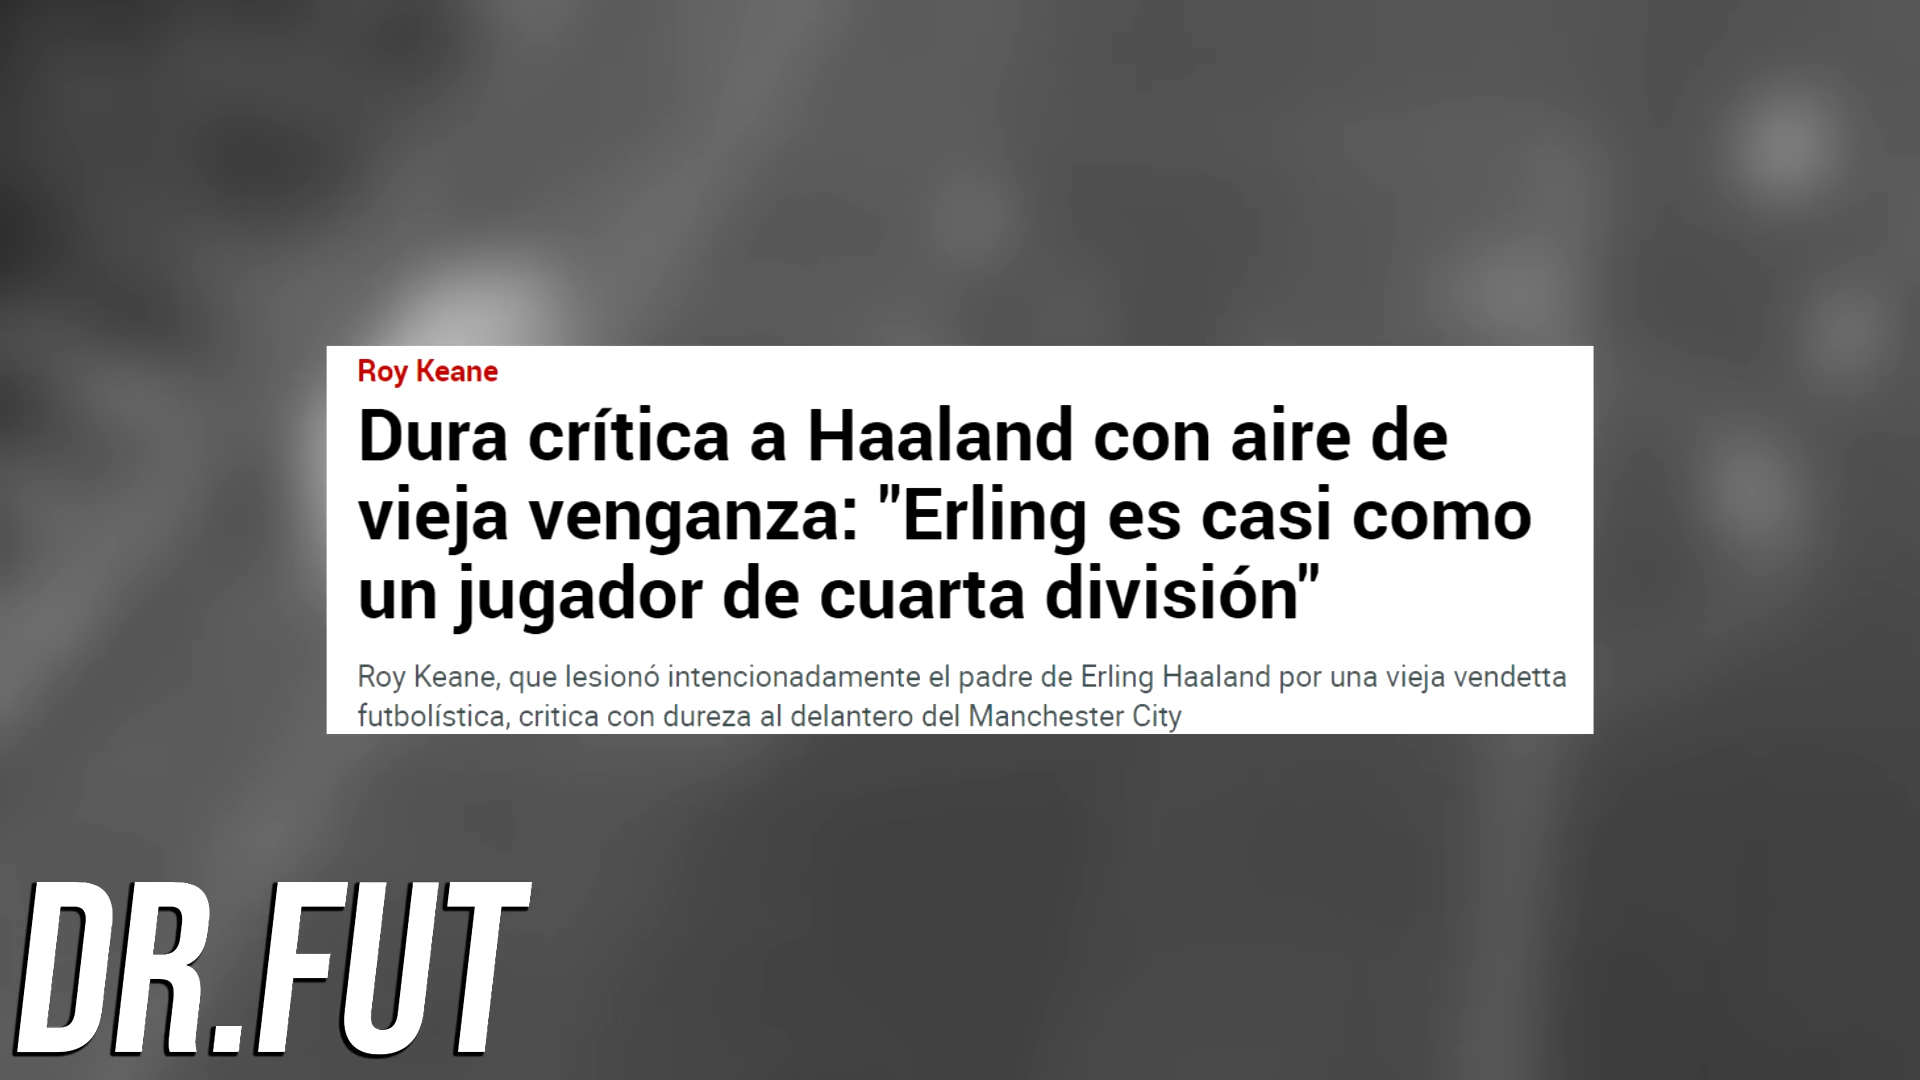 Roy Keane
Dura crítica a Haaland con aire de
vieja venganza: "Erling es casi como
un jugador de cuarta división"
Roy Keane, que lesionó intencionadamente el padre de Erling Haaland por una vieja vendetta
futbolística, critica con dureza al delantero del Manchester City
DR.FUT